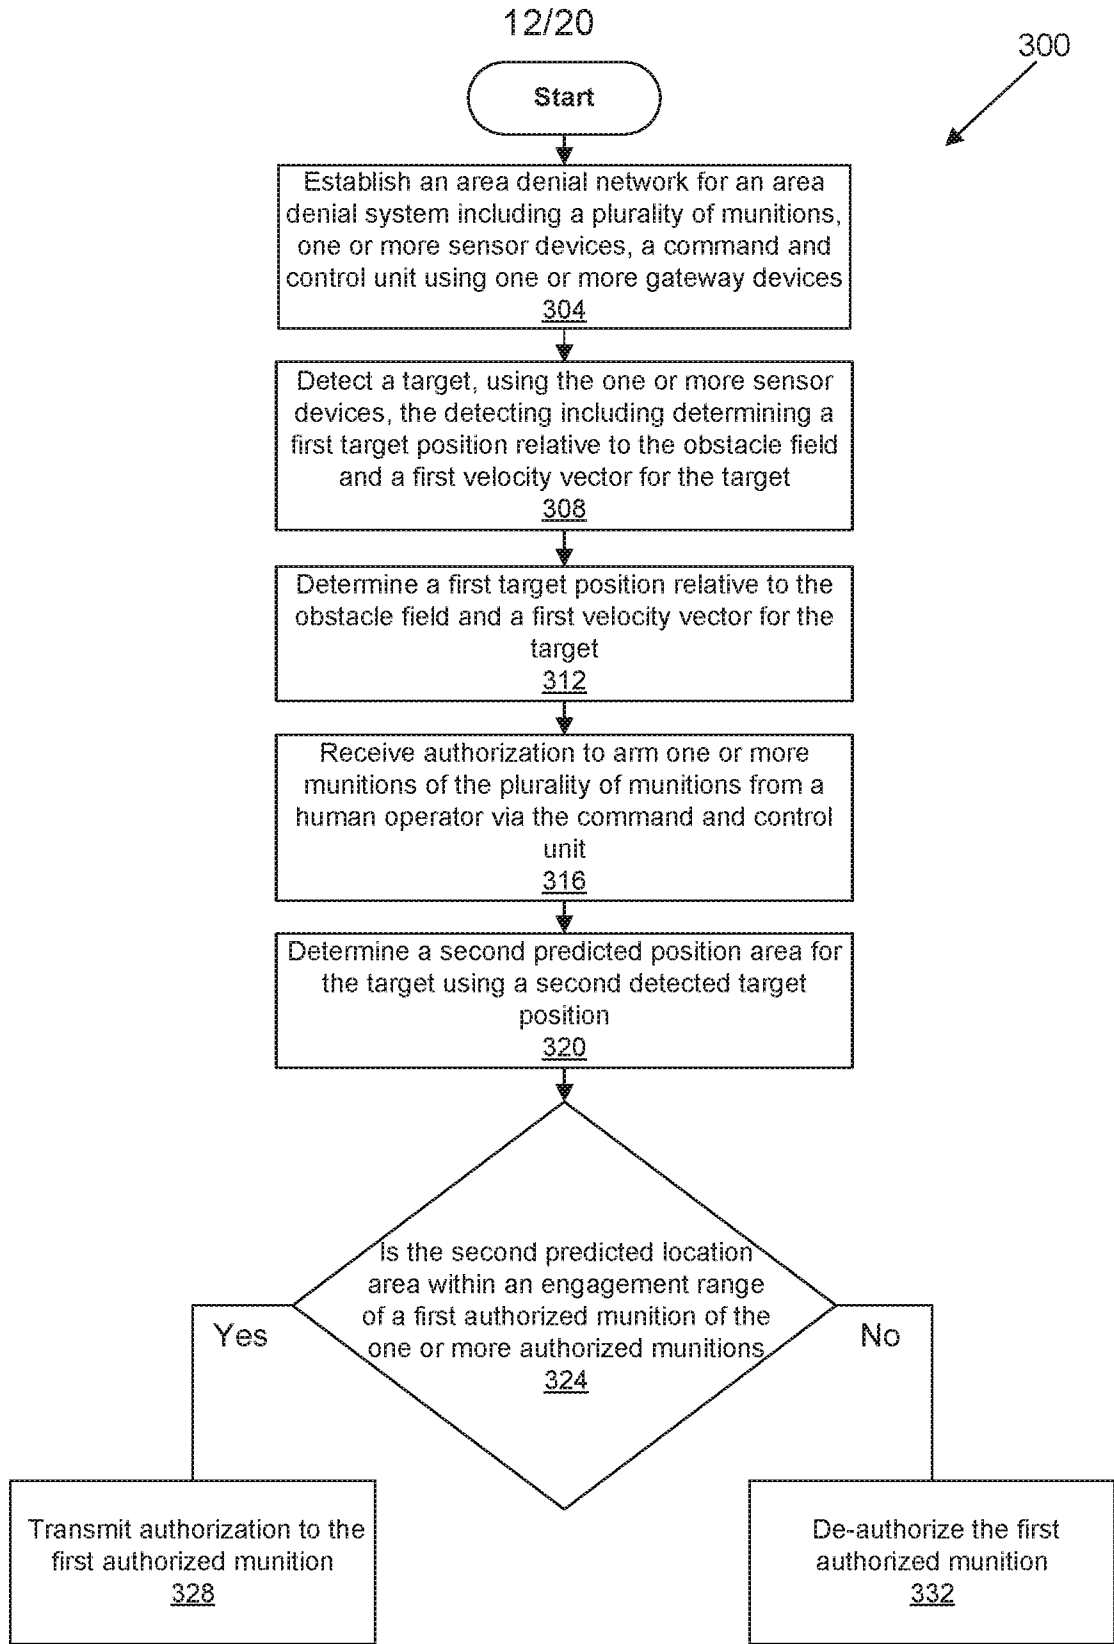 12/20
300
Start
Establish an area denial network for an area
denial system including a plurality of munitions,
one or more sensor devices, a command and
control unit using one or more gateway devices
304
Detect a target, using the one or more sensor
devices, the detecting including determining a
first target position relative to the obstacle field
and a first velocity vector for the target
308
Determine a first target position relative to the
obstacle field and a first velocity vector for the
target
312
Receive authorization to arm one or more
munitions of the plurality of munitions from a
human operator via the command and control
unit
316
Determine a second predicted position area for
the target using a second detected target
position
320
Is the second predicted location
area within an engagement range
of a first authorized munition of the
one or more authorized munitions
324
Yes
No
Transmit authorization to the
first authorized munition
328
De-authorize the first
authorized munition
332